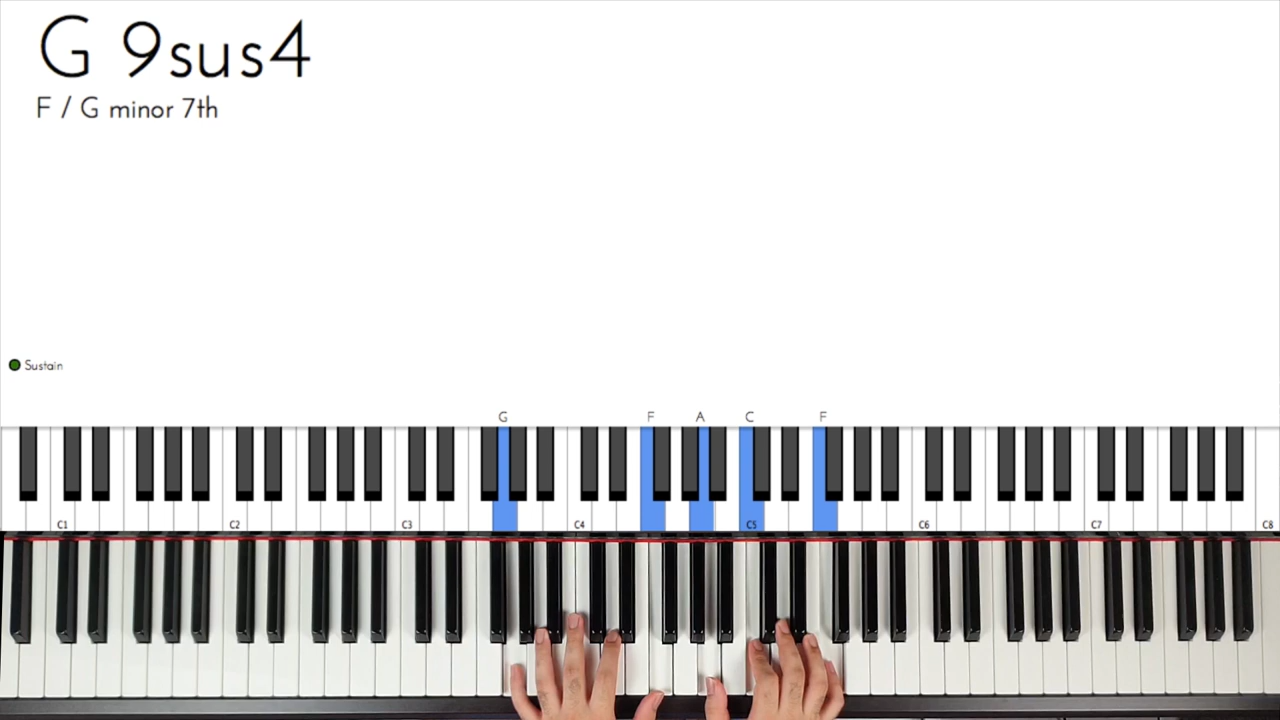 G 9sus4
F / G minor 7th
Sustain
G F A C F
C1 C2 C3 C4 C5 C6 C7 C8